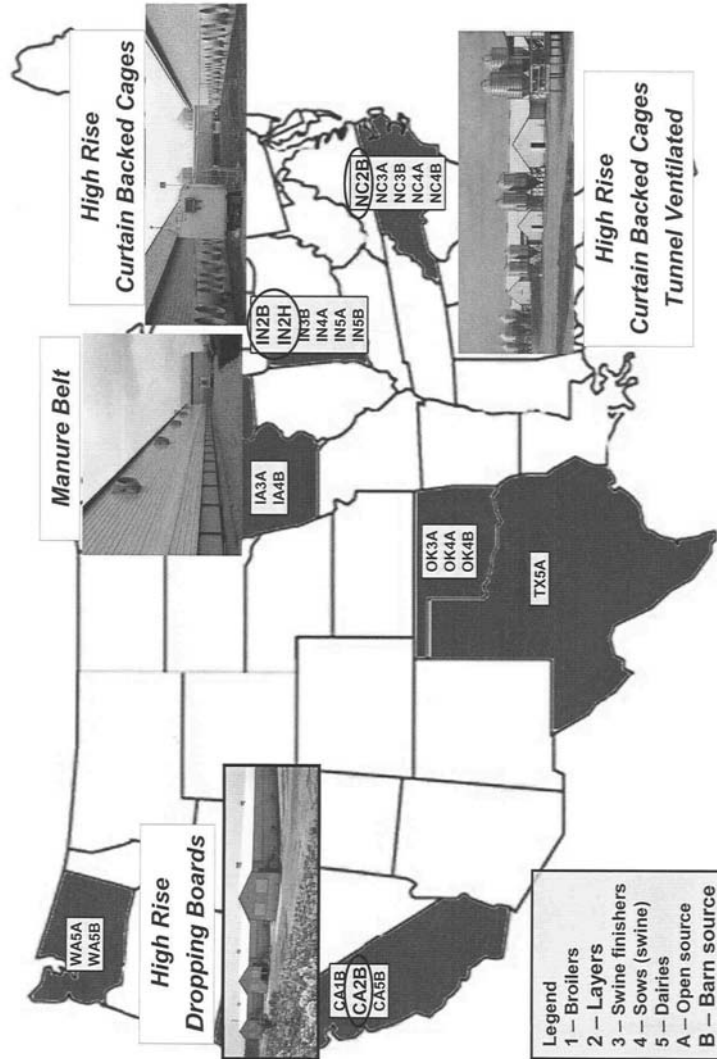 High Rise
Dropping Boards
Manure Belt
High Rise
Curtain Backed Cages
WA5A
WA5B
CA1B
CA2B
CA5B
IA3A
IA4B
IN2B
IN2H
IN3B
IN4A
IN5A
IN5B
NC2B
NC3A
NC3B
NC4A
NC4B
OK3A
OK4A
OK4B
TX5A
High Rise
Curtain Backed Cages
Tunnel Ventilated
Legend
1 – Broilers
2 – Layers
3 – Swine finishers
4 – Sows (swine)
5 – Dairies
A – Open source
B – Barn source